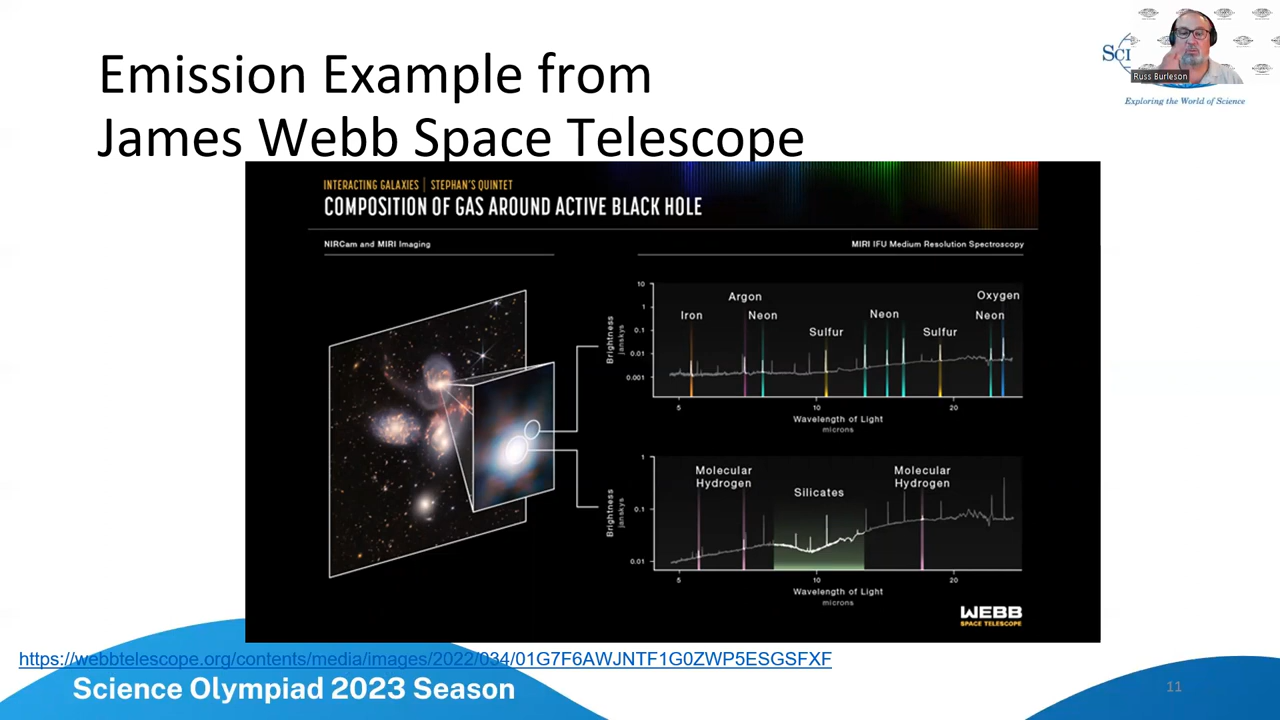 Emission Example from
James Webb Space Telescope
SCI
Russ Burleson
Exploring the World of Science
INTERACTING GALAXIES | STEPHAN'S QUINTET
COMPOSITION OF GAS AROUND ACTIVE BLACK HOLE
NIRCam and MIRI Imaging
MIRI IFU Medium Resolution Spectroscopy
10
1
0.1
0.01
0.001
Brightness
janskys
Iron
Argon
Neon
Sulfur
Neon
Sulfur
Oxygen
Neon
5
10
20
Wavelength of Light
microns
1
0.1
0.01
Brightness
janskys
Molecular
Hydrogen
Silicates
Molecular
Hydrogen
5
10
20
Wavelength of Light
microns
WEBB
SPACE TELESCOPE
https://webbtelescope.org/contents/media/images/2022/034/01G7F6AWJNTF1G0ZWP5ESGSFXF
Science Olympiad 2023 Season
11